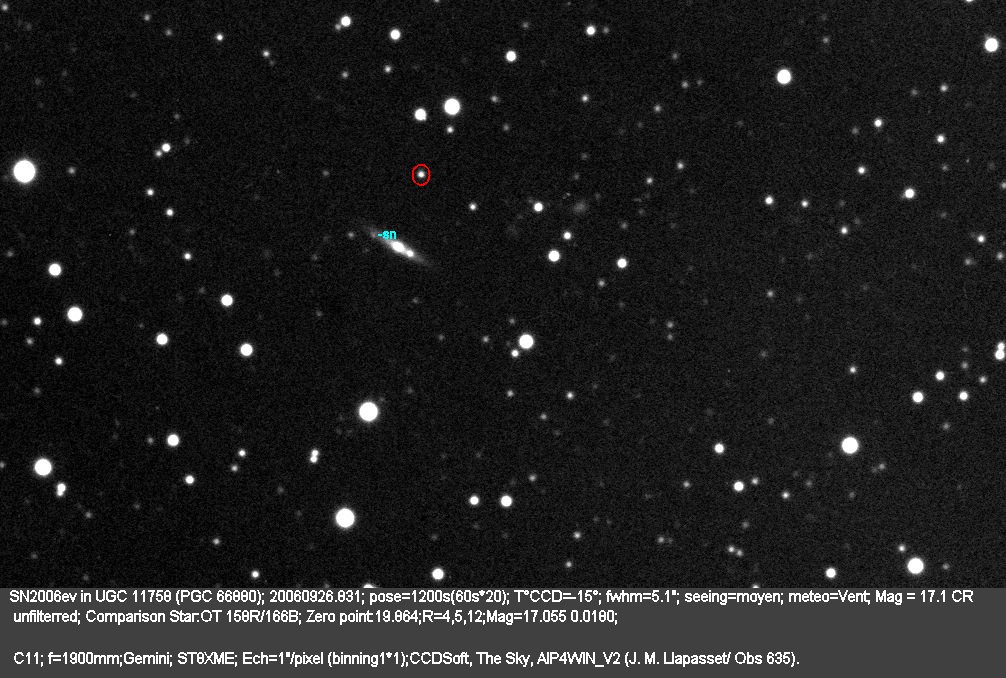 -sn
SN2006ev in UGC 11758 (PGC 66880); 20060926.831; pose=1200s(60s*20); T°CCD=-15°; fwhm=5.1"; seeing=moyen; meteo=Vent; Mag = 17.1 CR
unfilterred; Comparison Star:OT 158R/166B; Zero point:19.864;R=4,5,12;Mag=17.055 0.0180;
C11; f=1900mm;Gemini; ST8XME; Ech=1"/pixel (binning1*1);CCDSoft, The Sky, AIP4WIN_V2 (J. M. Llapasset/ Obs 635).